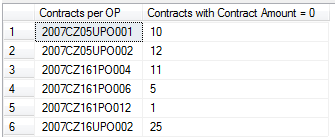 Contracts per OP Contracts with Contract Amount = 0
1 2007CZ05UPO001 10
2 2007CZ05UPO002 12
3 2007CZ161PO004 11
4 2007CZ161PO006 5
5 2007CZ161PO012 1
6 2007CZ16UPO002 25